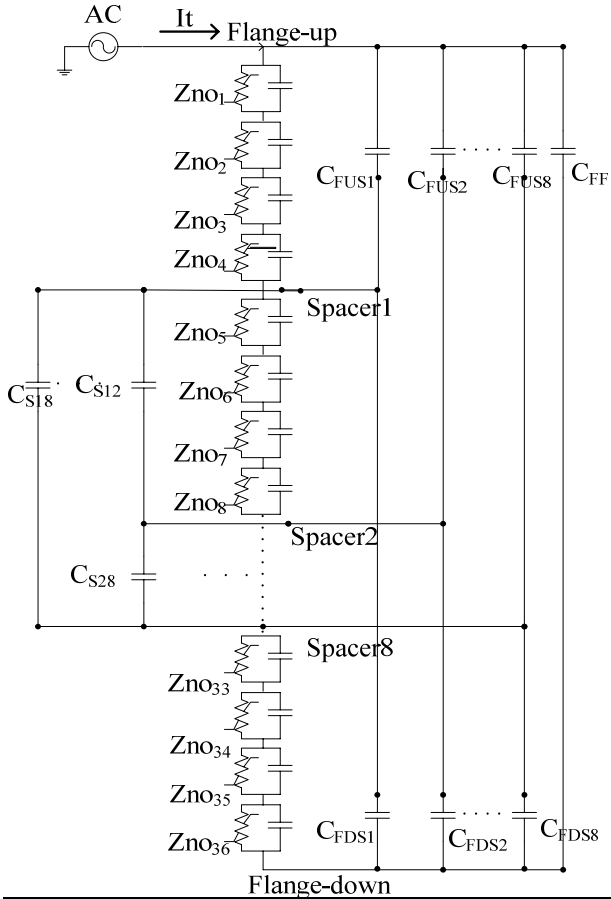 AC
It
Flange-up
Zno1
Zno2
Zno3
Zno4
CFUS1
CFUS2
CFUS8
CFF
Spacer1
Zno5
CS18
CS12
Zno6
Zno7
Zno8
Spacer2
CS28
Spacer8
Zno33
Zno34
Zno35
Zno36
CFDS1
CFDS2
CFDS8
Flange-down